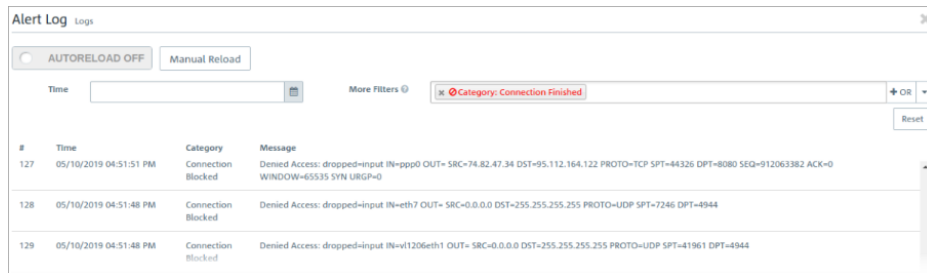 Alert Log Logs
AUTORELOAD OFF Manual Reload
Time More Filters Category: Connection Finished + OR
Reset
# Time Category Message
127 05/10/2019 04:51:51 PM Connection Denied Access: dropped=input IN=ppp0 OUT= SRC=74.82.47.34 DST=95.112.164.122 PROTO=TCP SPT=44326 DPT=8080 SEQ=912063382 ACK=0
Blocked WINDOW=65535 SYN URGP=0
128 05/10/2019 04:51:48 PM Connection Denied Access: dropped=input IN=eth7 OUT= SRC=0.0.0.0 DST=255.255.255.255 PROTO=UDP SPT=7246 DPT=4944
Blocked
129 05/10/2019 04:51:48 PM Connection Denied Access: dropped=input IN=vl1206eth1 OUT= SRC=0.0.0.0 DST=255.255.255.255 PROTO=UDP SPT=41961 DPT=4944
Blocked